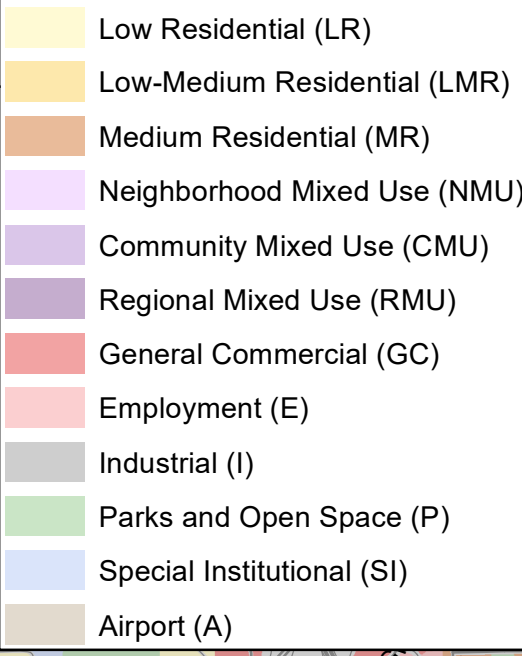 Low Residential (LR)
Low-Medium Residential (LMR)
Medium Residential (MR)
Neighborhood Mixed Use (NMU)
Community Mixed Use (CMU)
Regional Mixed Use (RMU)
General Commercial (GC)
Employment (E)
Industrial (I)
Parks and Open Space (P)
Special Institutional (SI)
Airport (A)